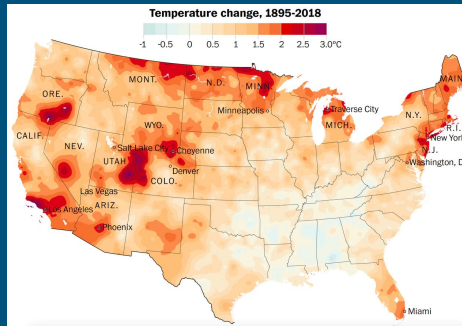 Temperature change, 1895-2018
-1 -0.5 0 0.5 1 1.5 2 2.5 3.0°C
MONT.
N.D.
MINN.
MAIN
ORE.
Minneapolis
Traverse City
MICH.
N.Y.
R.I.
New York
N.J.
Washington, D
WYO.
CALIF.
NEV.
Salt Lake City
Cheyenne
UTAH
Denver
COLO.
Las Vegas
Los Angeles
ARIZ.
Phoenix
Miami